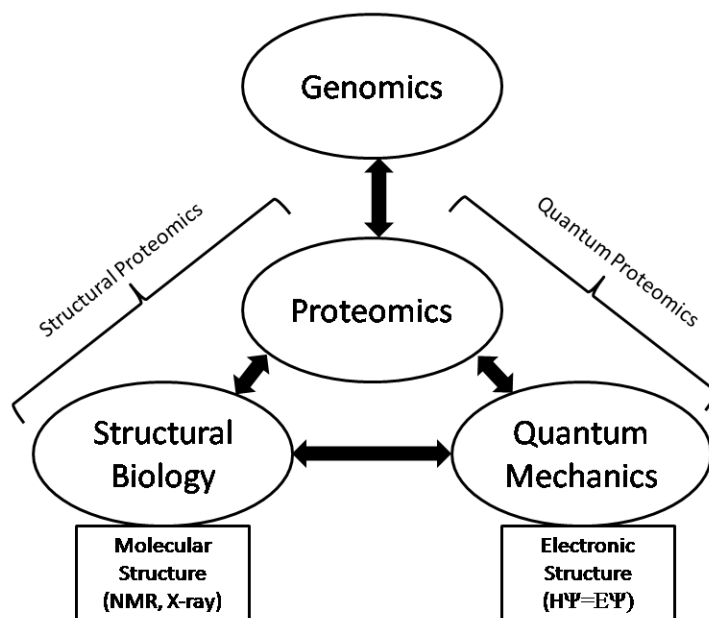 Genomics
Structural Proteomics
Quantum Proteomics
Proteomics
Structural
Biology
Quantum
Mechanics
Molecular
Structure
(NMR, X-ray)
Electronic
Structure
(HΨ=EΨ)